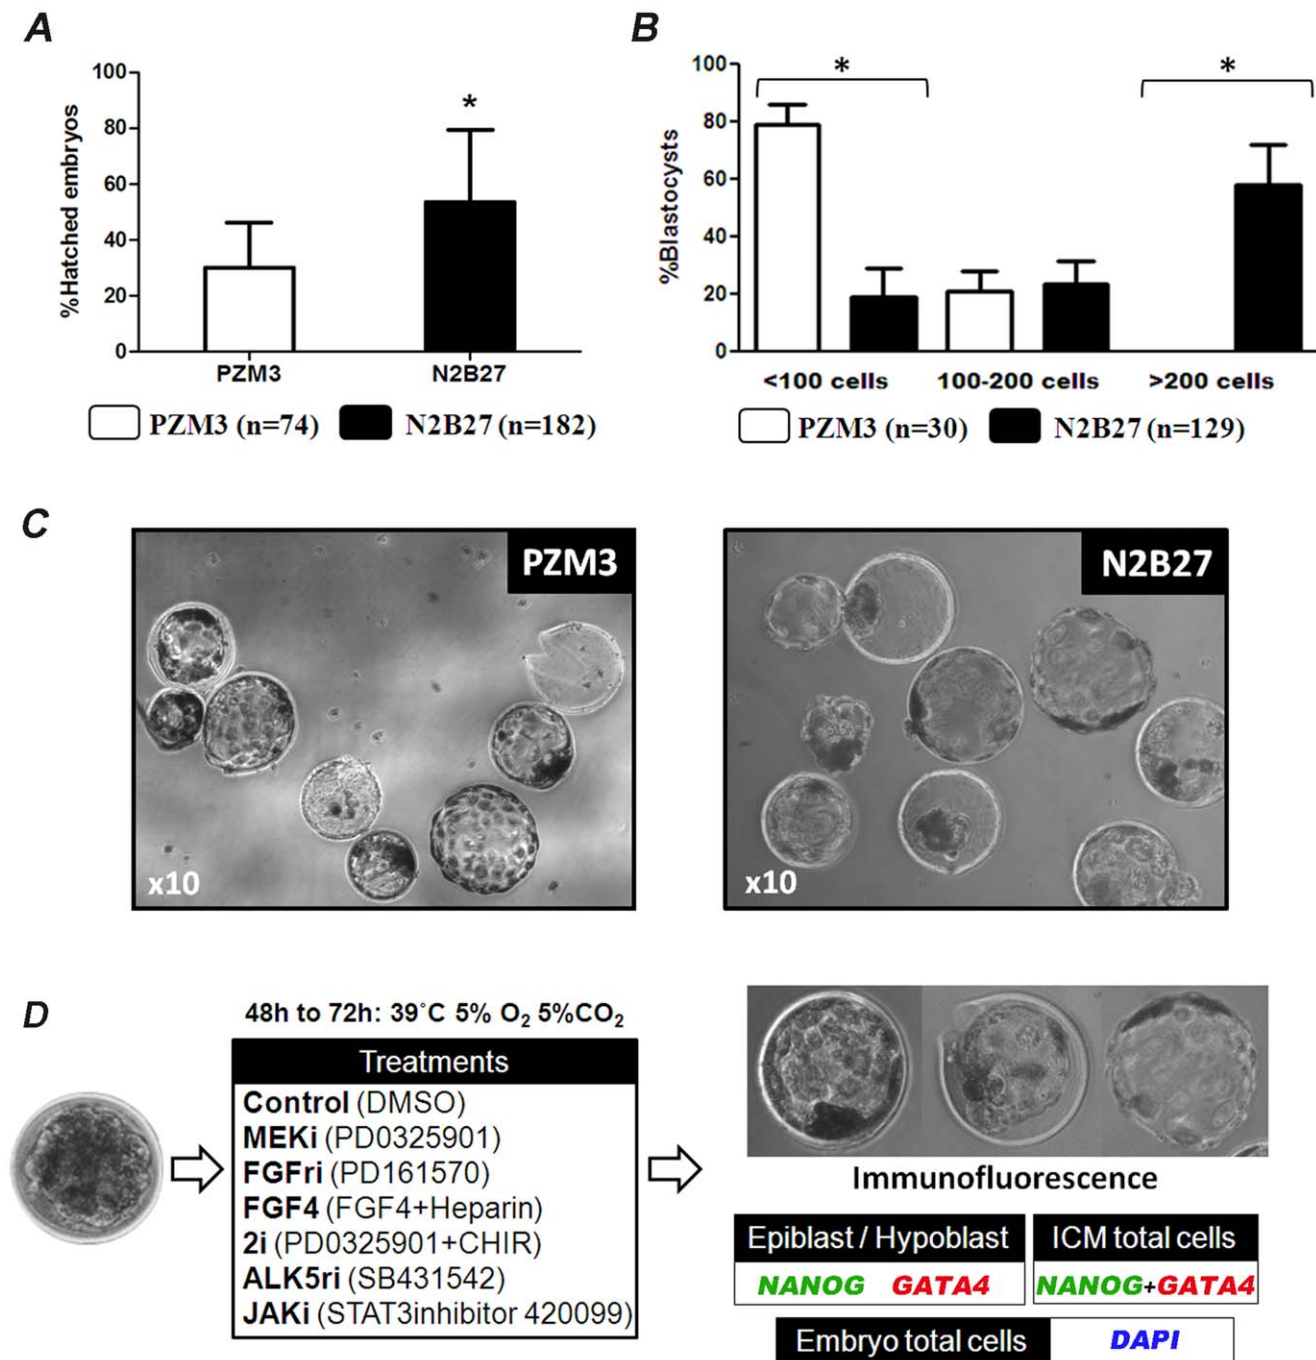 A
%Hatched embryos
100
80
60
40
20
0
*
PZM3
N2B27
PZM3 (n=74)
N2B27 (n=182)
B
%Blastocysts
100
80
60
40
20
0
*
*
<100 cells
100-200 cells
>200 cells
PZM3 (n=30)
N2B27 (n=129)
C
PZM3
x10
N2B27
x10
D
48h to 72h: 39˚C 5% O₂ 5%CO₂
Treatments
Control (DMSO)
MEKi (PD0325901)
FGFri (PD161570)
FGF4 (FGF4+Heparin)
2i (PD0325901+CHIR)
ALK5ri (SB431542)
JAKi (STAT3inhibitor 420099)
Immunofluorescence
Epiblast / Hypoblast
NANOG GATA4
ICM total cells
NANOG+GATA4
Embryo total cells
DAPI